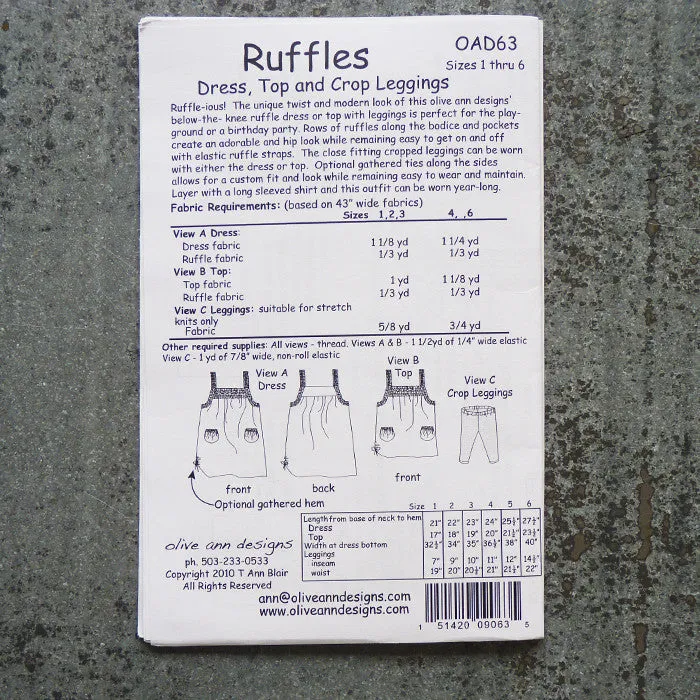 Ruffles
OAD63
Sizes 1 thru 6
Dress, Top and Crop Leggings
Ruffle-ious! The unique twist and modern look of this olive ann designs'
below-the- knee ruffle dress or top with leggings is perfect for the play-
ground or a birthday party. Rows of ruffles along the bodice and pockets
create an adorable and hip look while remaining easy to get on and off
with elastic ruffle straps. The close fitting cropped leggings can be worn
with either the dress or top. Optional gathered ties along the sides
allows for a custom fit and look while remaining easy to wear and maintain.
Layer with a long sleeved shirt and this outfit can be worn year-long.
Fabric Requirements: (based on 43" wide fabrics)
Sizes 1,2,3 4, ,6
View A Dress:
Dress fabric 1 1/8 yd 1 1/4 yd
Ruffle fabric 1/3 yd 1/3 yd
View B Top:
Top fabric 1 yd 1 1/8 yd
Ruffle fabric 1/3 yd 1/3 yd
View C Leggings: suitable for stretch
knits only
Fabric 5/8 yd 3/4 yd
Other required supplies: All views - thread. Views A & B - 1 1/2yd of 1/4" wide elastic
View C - 1 yd of 7/8" wide, non-roll elastic
View A
Dress
View B
Top
View C
Crop Leggings
front
back
front
Optional gathered hem
Size 1 2 3 4 5 6
Length from base of neck to hem
Dress 21" 22" 23" 24" 25½" 27½"
Top 17" 18" 19" 20" 21½" 23½"
Width at dress bottom 32½" 34" 35" 36½" 38" 40"
Leggings
inseam 7" 9" 10" 11" 12" 14½"
waist 19" 20" 20½" 21" 21½" 22"
olive ann designs
ph. 503-233-0533
Copyright 2010 T Ann Blair
All Rights Reserved
ann@oliveanndesigns.com
www.oliveanndesigns.com
1 51420 09063 5